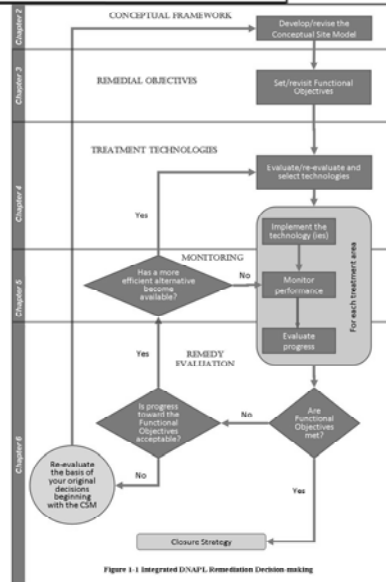 CONCEPTUAL FRAMEWORK
Chapter 2
Develop/revise the
Conceptual Site Model
Chapter 3
REMEDIAL OBJECTIVES
Set/revisit Functional
Objectives
TREATMENT TECHNOLOGIES
Chapter 4
Evaluate/re-evaluate and
select technologies
Yes
Implement the
technology (ies)
MONITORING
Chapter 5
Has a more
efficient alternative
become
available?
No
Monitor
performance
For each treatment area
Evaluate
progress
Yes
REMEDY
EVALUATION
Chapter 6
Is progress
toward the
Functional
Objectives
acceptable?
No
Are
Functional
Objectives
met?
No
Re-evaluate
the basis of
your original
decisions
beginning
with the CSM
Yes
Closure Strategy
Figure 1-1 Integrated DNAPL Remediation Decision-making